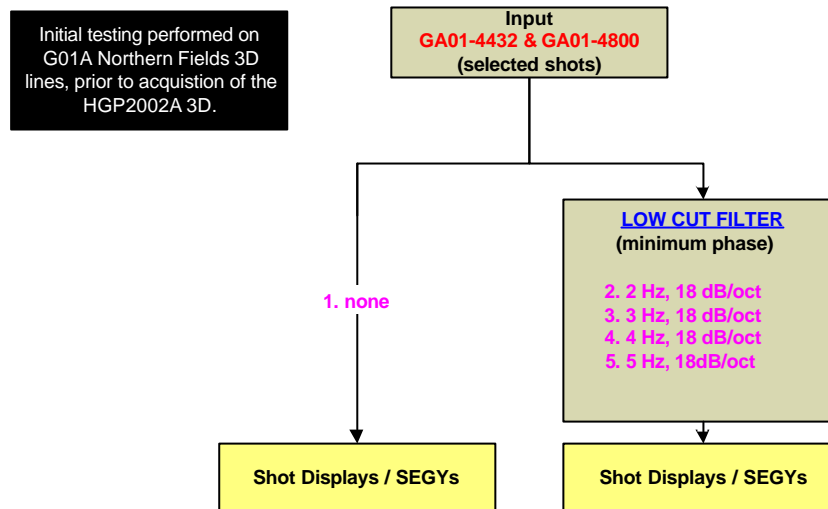 Initial testing performed on
G01A Northern Fields 3D
lines, prior to acquistion of the
HGP2002A 3D.
Input
GA01-4432 & GA01-4800
(selected shots)
1. none
LOW CUT FILTER
(minimum phase)
2. 2 Hz, 18 dB/oct
3. 3 Hz, 18 dB/oct
4. 4 Hz, 18 dB/oct
5. 5 Hz, 18dB/oct
Shot Displays / SEGYs
Shot Displays / SEGYs